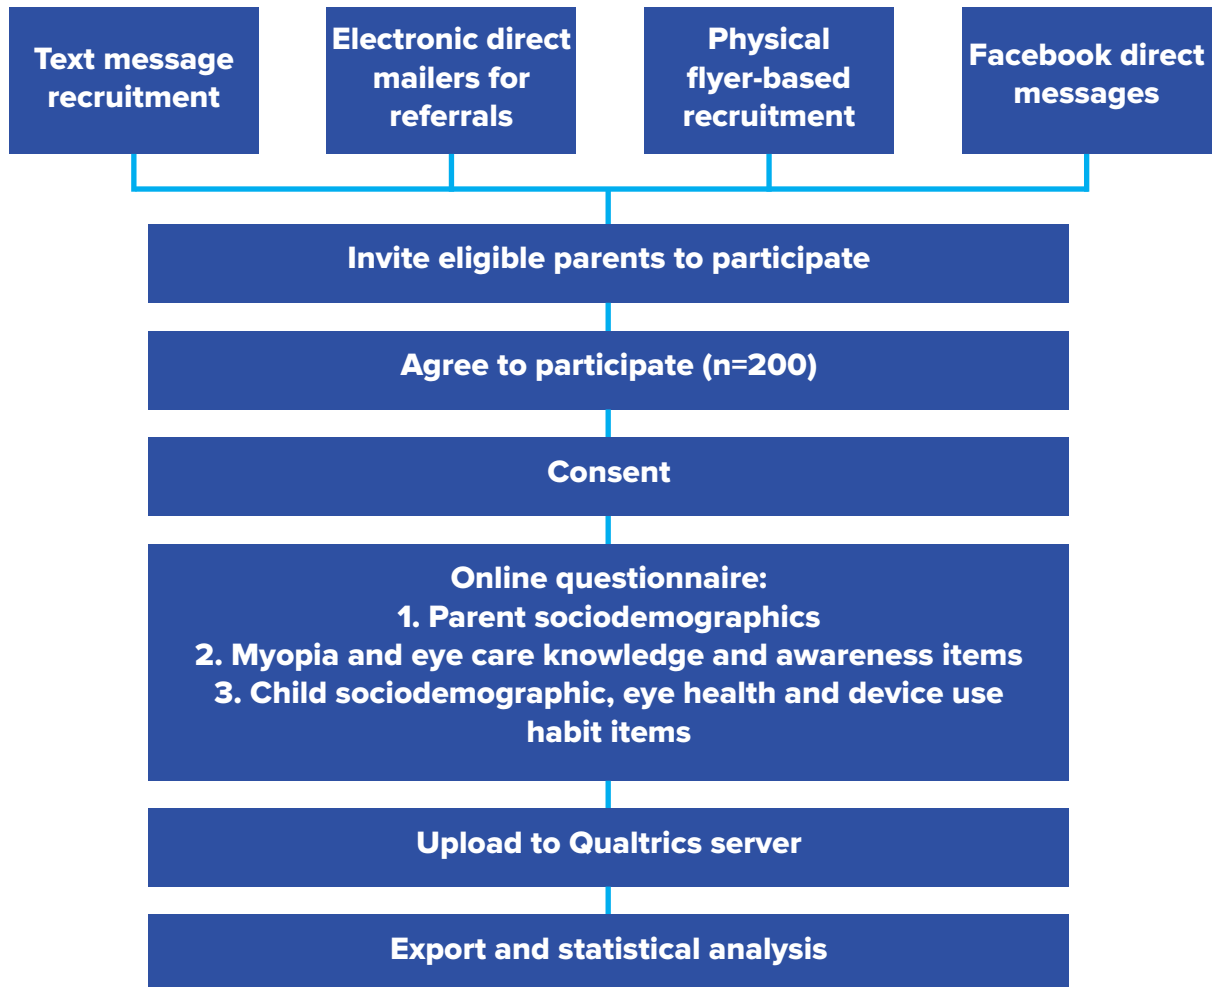 Text message
recruitment
Electronic direct
mailers for
referrals
Physical
flyer-based
recruitment
Facebook direct
messages
Invite eligible parents to participate
Agree to participate (n=200)
Consent
Online questionnaire:
1. Parent sociodemographics
2. Myopia and eye care knowledge and awareness items
3. Child sociodemographic, eye health and device use
habit items
Upload to Qualtrics server
Export and statistical analysis